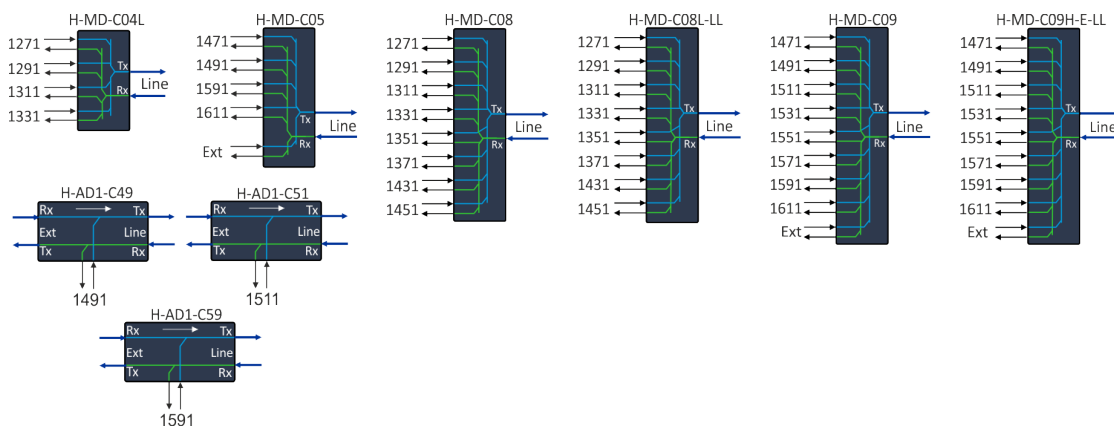 H-MD-C04L
1271
1291
1311
1331
Tx
Rx
Line
H-MD-C05
1471
1491
1591
1611
Ext
Tx
Rx
Line
H-MD-C08
1271
1291
1311
1331
1351
1371
1431
1451
Tx
Rx
Line
H-MD-C08L-LL
1271
1291
1311
1331
1351
1371
1431
1451
Tx
Rx
Line
H-MD-C09
1471
1491
1511
1531
1551
1571
1591
1611
Ext
Tx
Rx
Line
H-MD-C09H-E-LL
1471
1491
1511
1531
1551
1571
1591
1611
Ext
Tx
Rx
Line
H-AD1-C49
Rx Tx
Ext Line
Tx Rx
1491
H-AD1-C51
Rx Tx
Ext Line
Tx Rx
1511
H-AD1-C59
Rx Tx
Ext Line
Tx Rx
1591